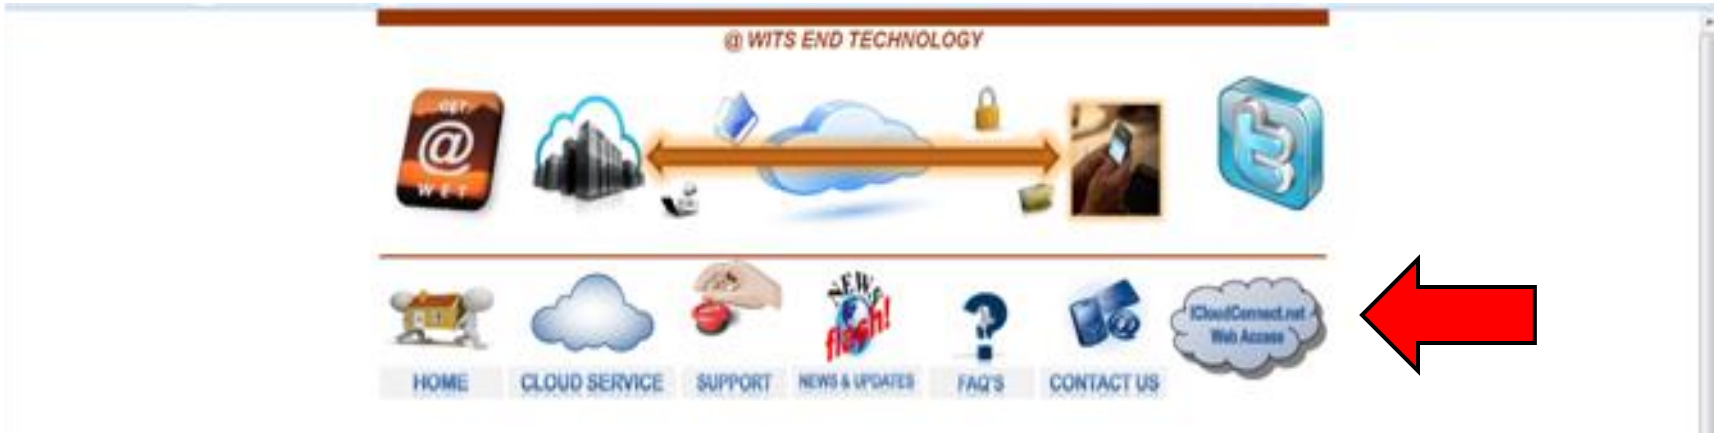 @ WITS END TECHNOLOGY
GET
@
WET
NEWS
flash!
ICloudConnect.net
Web Access
HOME
CLOUD SERVICE
SUPPORT
NEWS & UPDATES
FAQ'S
CONTACT US